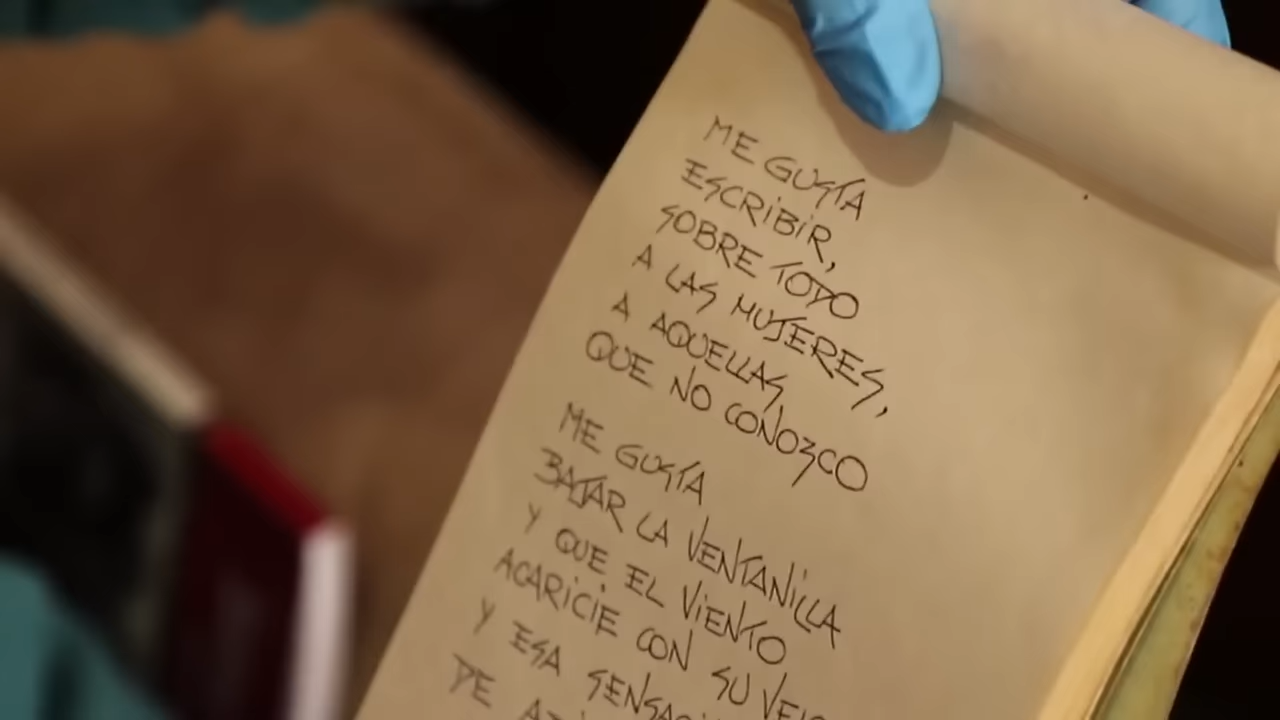 ME GUSTA
ESCRIBIR,
SOBRE TODO
A LAS MUJERES,
A AQUELLAS,
QUE NO CONOZCO
ME GUSTA
BAJAR LA VENTANILLA
Y QUE EL VIENTO
ACARICIE CON SU
Y ESA
DE